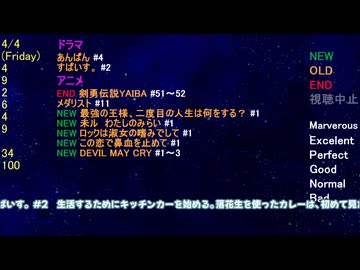 4/4
(Friday)
4
9
2
6
4
9
34
100
ドラマ
あんぱん #4
すぱいす。 #2
アニメ
END 剣勇伝説YAIBA #51～52
メダリスト #11
NEW 最強の王様、二度目の人生は何をする？ #1
NEW 未ル わたしのみらい #1
NEW ロックは淑女の嗜みでして #1
NEW この恋で鼻血を止めて #1
NEW DEVIL MAY CRY #1～3
NEW
OLD
END
視聴中止
Marverous
Excelent
Perfect
Good
Normal
Bad
ぱいす。 #2 生活するためにキッチンカーを始める。落花生を使ったカレーは、初めて見た